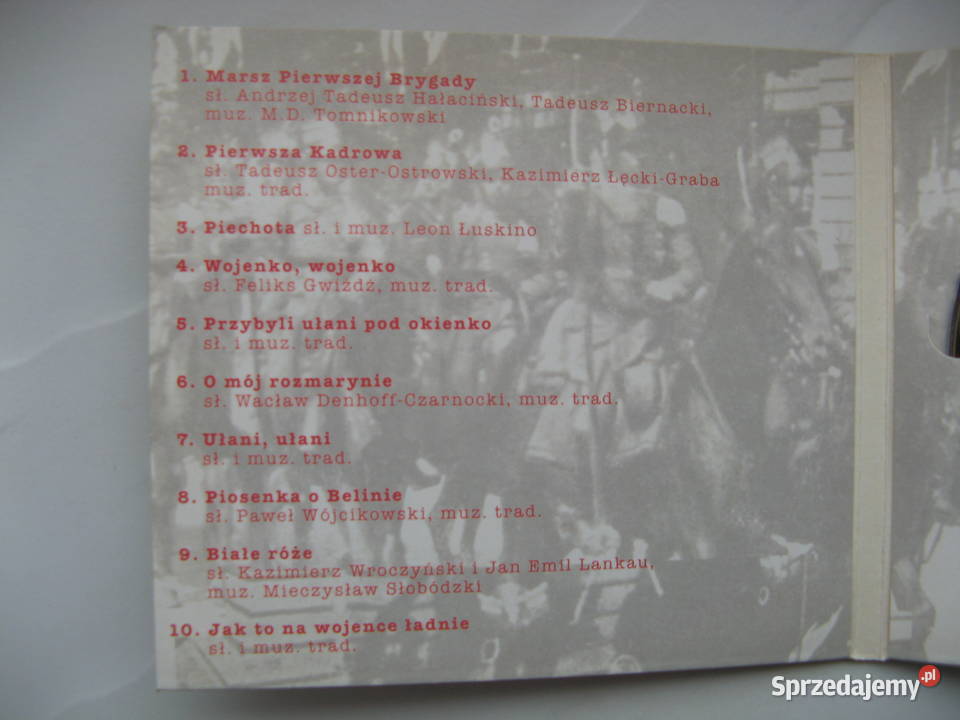 1. Marsz Pierwszej Brygady
sł. Andrzej Tadeusz Hałaciński, Tadeusz Biernacki,
muz. M.D. Tomnikowski
2. Pierwsza Kadrowa
sł. Tadeusz Oster-Ostrowski, Kazimierz Łęcki-Graba
muz. trad.
3. Piechota sł. i muz. Leon Łuskino
4. Wojenko, wojenko
sł. Feliks Gwiżdż, muz. trad.
5. Przybyli ułani pod okienko
sł. i muz. trad.
6. O mój rozmarynie
sł. Wacław Denhoff-Czarnocki, muz. trad.
7. Ułani, ułani
sł. i muz. trad.
8. Piosenka o Belinie
sł. Paweł Wójcikowski, muz. trad.
9. Białe róże
sł. Kazimierz Wroczyński i Jan Emil Lankau,
muz. Mieczysław Słobódzki
10. Jak to na wojence ładnie
sł. i muz. trad.
Sprzedajemy.pl